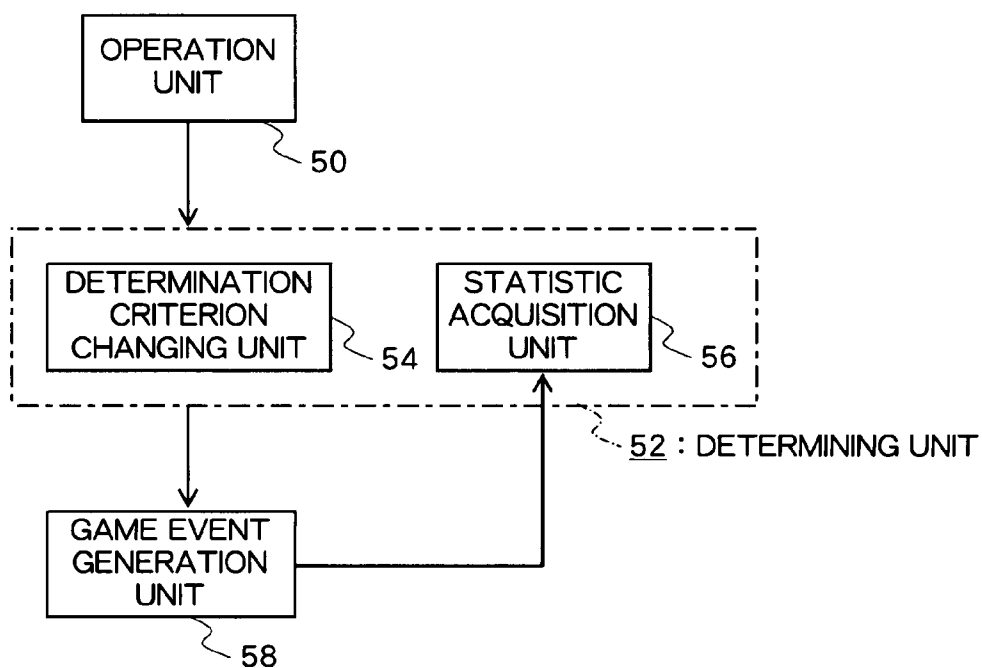 OPERATION
UNIT
50
DETERMINATION
CRITERION
CHANGING UNIT
54
STATISTIC
ACQUISITION
UNIT
56
52 : DETERMINING UNIT
GAME EVENT
GENERATION
UNIT
58